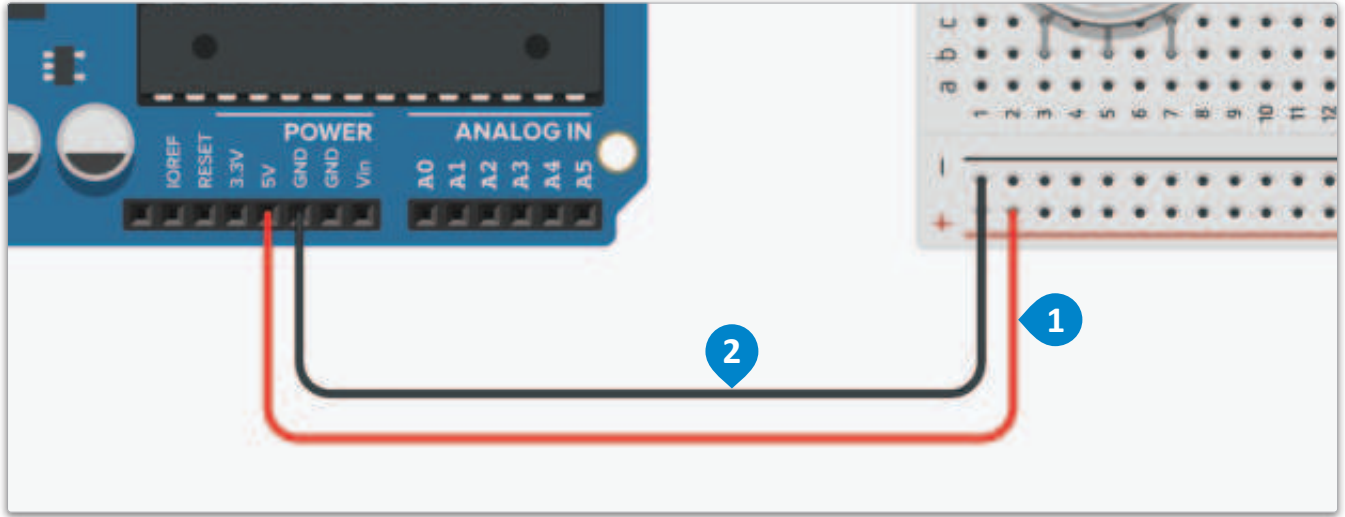 POWER
ANALOG IN
IOREF
RESET
3.3V
5V
GND
GND
Vin
A0
A1
A2
A3
A4
A5
c
b
a
1
2
3
4
5
6
7
8
9
10
11
12
-
+
1
2